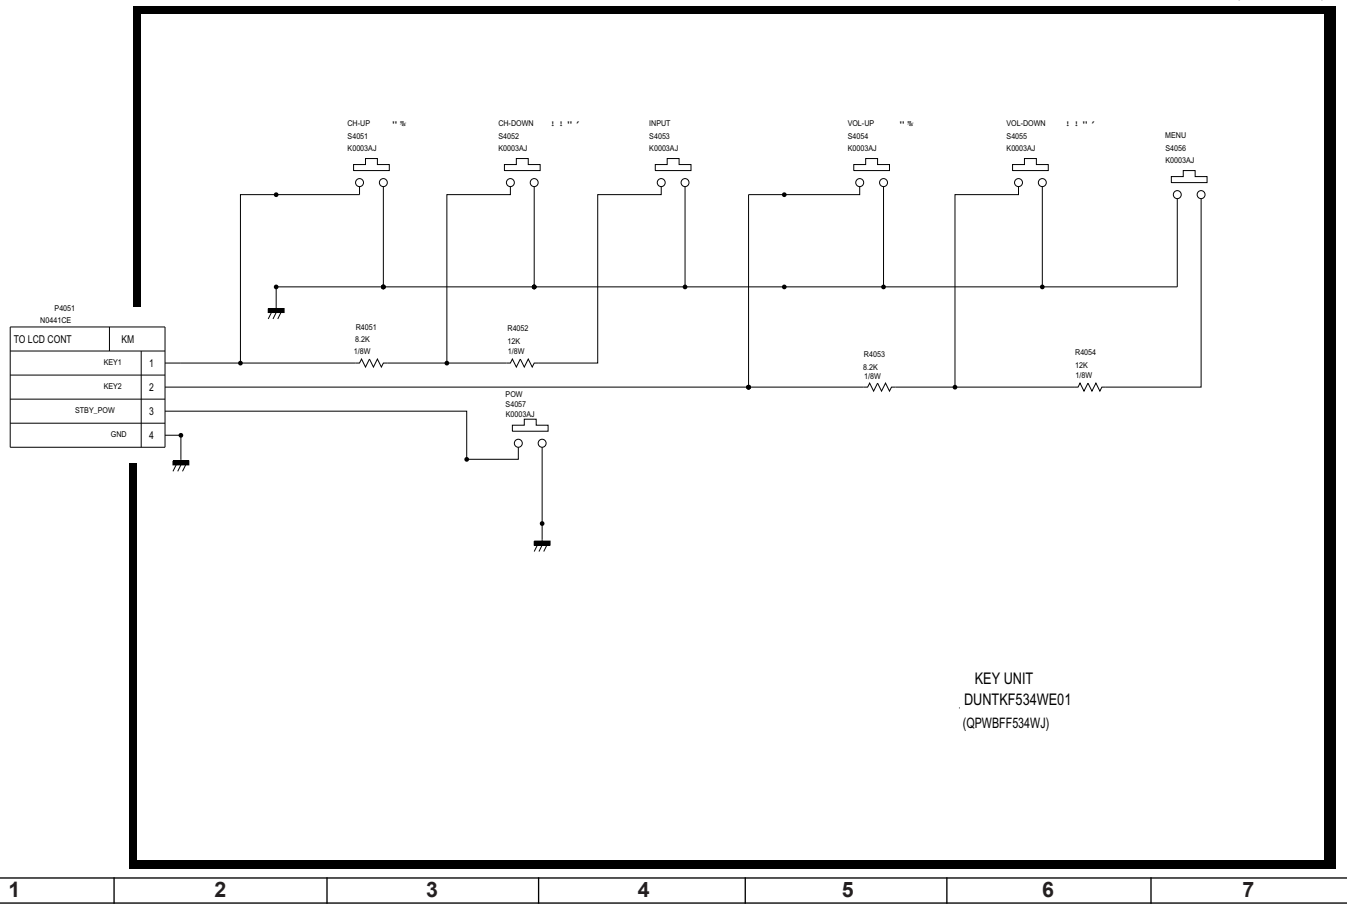 CH-UP
S4051
K0003AJ
CH-DOWN
S4052
K0003AJ
INPUT
S4053
K0003AJ
VOL-UP
S4054
K0003AJ
VOL-DOWN
S4055
K0003AJ
MENU
S4056
K0003AJ
P4051
N0441CE
TO LCD CONT KM
KEY1 1
KEY2 2
STBY_POW 3
GND 4
R4051
8.2K
1/8W
R4052
12K
1/8W
R4053
8.2K
1/8W
R4054
12K
1/8W
POW
S4057
K0003AJ
KEY UNIT
DUNTKF534WE01
(QPWBFF534WJ)
1 2 3 4 5 6 7